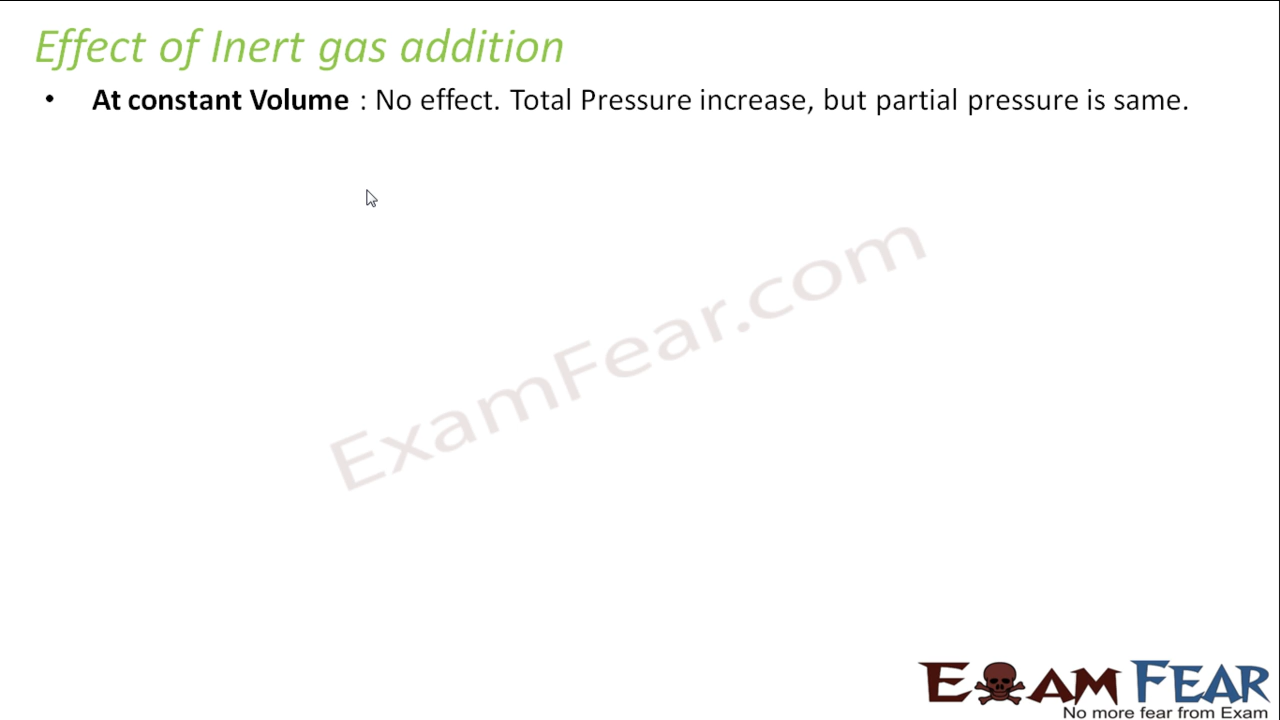 Effect of Inert gas addition
• At constant Volume : No effect. Total Pressure increase, but partial pressure is same.
ExamFear.com
EXAM FEAR
No more fear from Exam